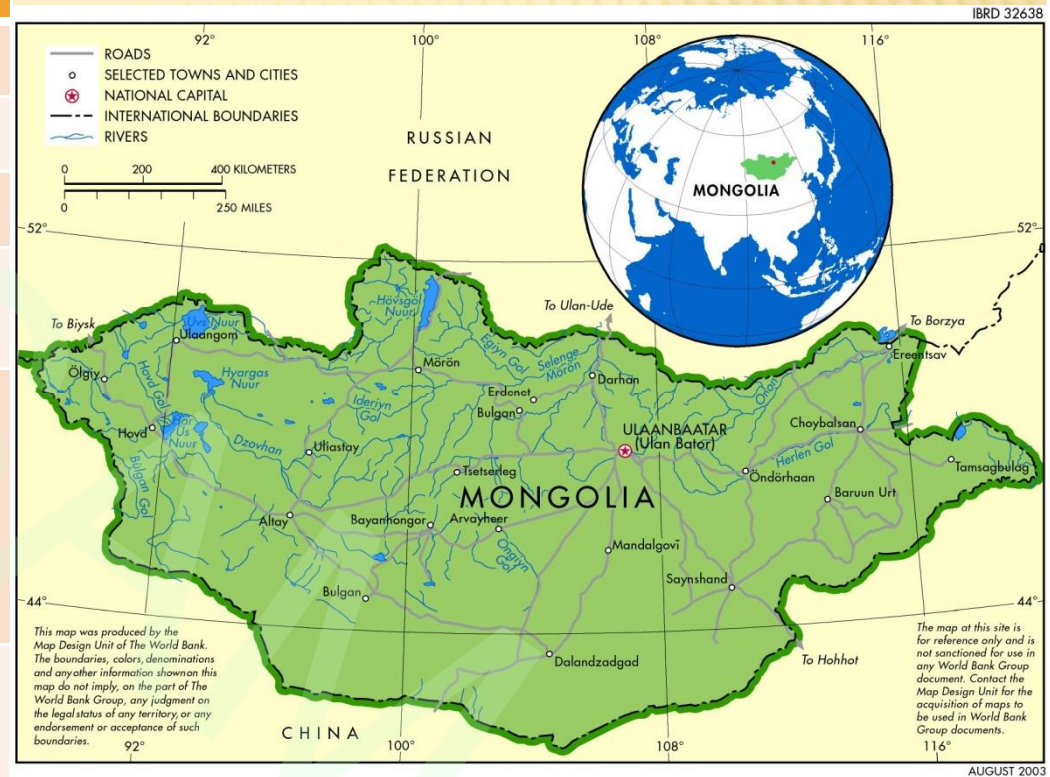 IBRD 32638
92°
100°
108°
116°
ROADS
SELECTED TOWNS AND CITIES
NATIONAL CAPITAL
INTERNATIONAL BOUNDARIES
RIVERS
0 200 400 KILOMETERS
0 250 MILES
RUSSIAN
FEDERATION
MONGOLIA
52°
52°
To Biysk
To Ulan-Ude
To Borzya
Uvs Nuur
Ulaangom
Hövsgöl
Nuur
Ereentsav
Ölgiy
Hovd Gol
Hyargas
Nuur
Mörön
Egiyn Gol
Selenge
Mörön
Darhan
Onon
Erdenet
Bulgan
Ideriyn
Gol
Hovd
Har
Us
Nuur
Dzovhan
Uliastay
ULAANBAATAR
(Ulan Bator)
Choybalsan
Herlen Gol
Bulgan Gol
Tsetserleg
Öndörhaan
Tamsagbulag
MONGOLIA
Baruun Urt
Altay
Bayanhongor
Arvayheer
Ongiyn
Gol
Mandalgovĭ
Bulgan
Saynshand
44°
44°
Dalandzadgad
To Hohhot
This map was produced by the
Map Design Unit of The World Bank.
The boundaries, colors, denominations
and any other information shown on this
map do not imply, on the part of The
World Bank Group, any judgment on
the legal status of any territory, or any
endorsement or acceptance of such
boundaries.
The map at this site is
for reference only and is
not sanctioned for use in
any World Bank Group
document. Contact the
Map Design Unit for the
acquisition of maps to
be used in World Bank
Group documents.
CHINA
92°
100°
108°
116°
AUGUST 2003